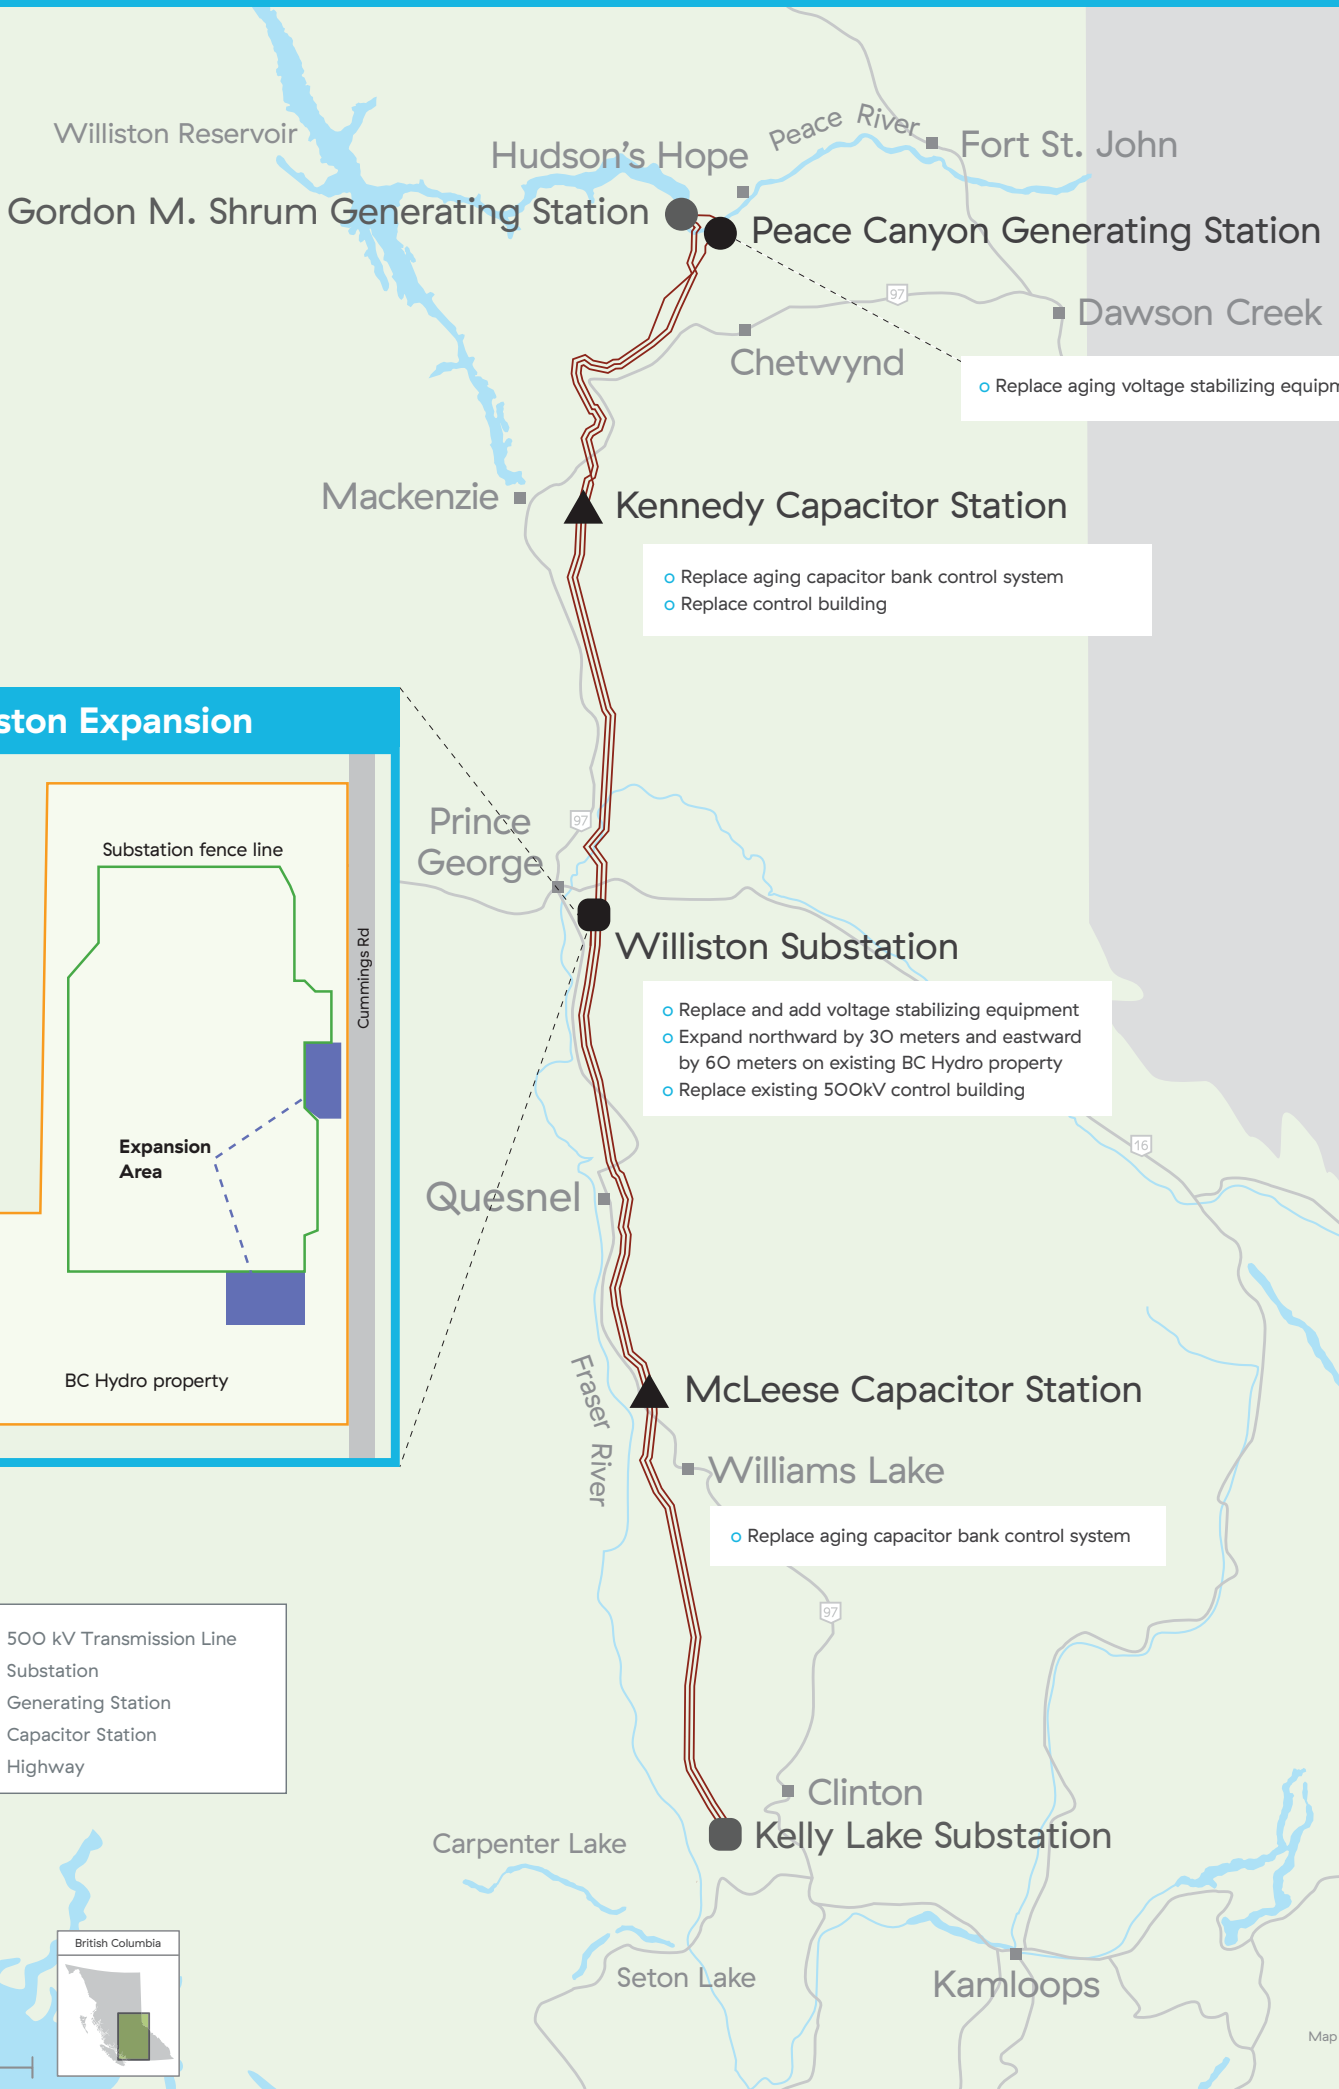 Williston Reservoir
Hudson's Hope
Peace River
Fort St. John
Gordon M. Shrum Generating Station
Peace Canyon Generating Station
97
Dawson Creek
Chetwynd
Replace aging voltage stabilizing
Mackenzie
Kennedy Capacitor Station
Replace aging capacitor bank control system
Replace control building
Expansion
Substation fence line
Cummings Rd
Expansion
Area
BC Hydro property
Prince
George
97
Williston Substation
Replace and add voltage stabilizing equipment
Expand northward by 30 meters and eastward
by 60 meters on existing BC Hydro property
Replace existing 500kV control building
16
Quesnel
Fraser River
McLeese Capacitor Station
Williams Lake
Replace aging capacitor bank control system
97
500 kV Transmission Line
Substation
Generating Station
Capacitor Station
Highway
Clinton
Kelly Lake Substation
Carpenter Lake
Seton Lake
Kamloops
British Columbia
Map